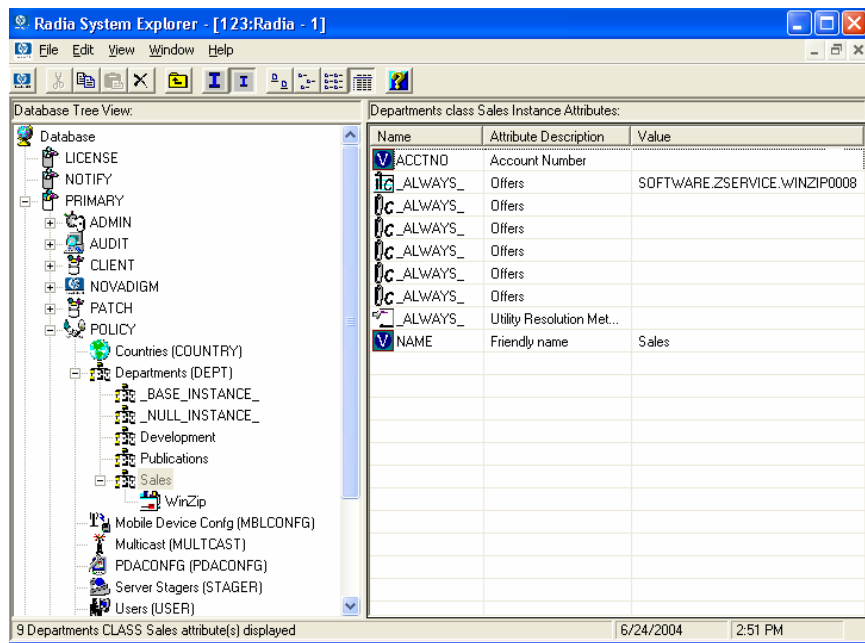 Radia System Explorer - [123:Radia - 1]
File Edit View Window Help
Database Tree View:
Departments class Sales Instance Attributes:
Database
LICENSE
NOTIFY
PRIMARY
ADMIN
AUDIT
CLIENT
NOVADIGM
PATCH
POLICY
Countries (COUNTRY)
Departments (DEPT)
_BASE_INSTANCE_
_NULL_INSTANCE_
Development
Publications
Sales
WinZip
Mobile Device Confg (MBLCONFG)
Multicast (MULTCAST)
PDACONFG (PDACONFG)
Server Stagers (STAGER)
Users (USER)
Name Attribute Description Value
V ACCTNO Account Number
_ALWAYS_ Offers SOFTWARE.ZSERVICE.WINZIP0008
_ALWAYS_ Offers
_ALWAYS_ Offers
_ALWAYS_ Offers
_ALWAYS_ Offers
_ALWAYS_ Offers
_ALWAYS_ Utility Resolution Met...
V NAME Friendly name Sales
9 Departments CLASS Sales attribute(s) displayed 6/24/2004 2:51 PM